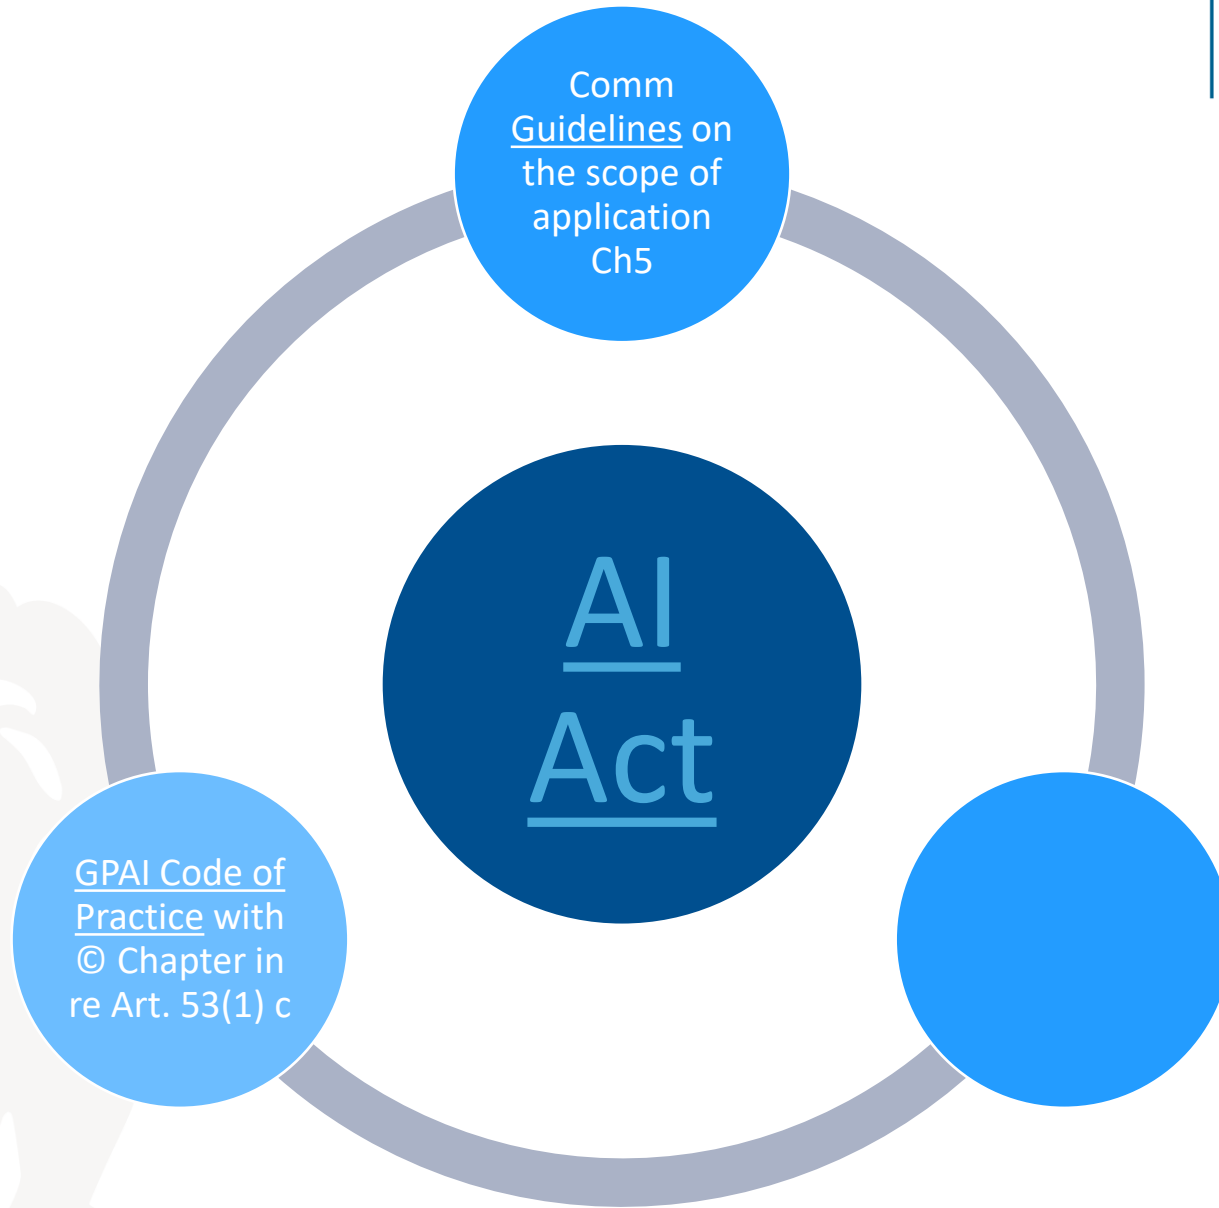 Comm
Guidelines on
the scope of
application
Ch5
AI
Act
GPAI Code of
Practice with
© Chapter in
re Art. 53(1) c